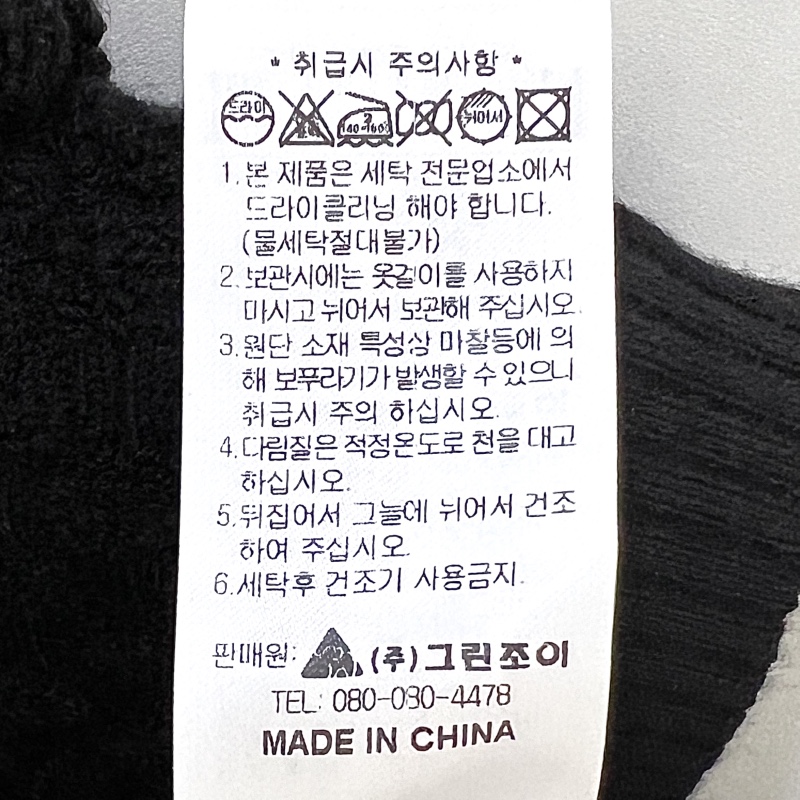 * 취급시 주의사항 *
드라이 140~160℃ 뉘어서
1. 본 제품은 세탁 전문업소에서
드라이클리닝 해야 합니다.
(물세탁절대불가)
2. 보관시에는 옷걸이를 사용하지
마시고 뉘어서 보관해 주십시오.
3. 원단 소재 특성상 마찰등에 의
해 보푸라기가 발생할 수 있으니
취급시 주의 하십시오.
4. 다림질은 적정온도로 천을 대고
하십시오.
5. 뒤집어서 그늘에 뉘어서 건조
하여 주십시오.
6. 세탁후 건조기 사용금지.
판매원: (주)그린조이
TEL: 080-080-4478
MADE IN CHINA